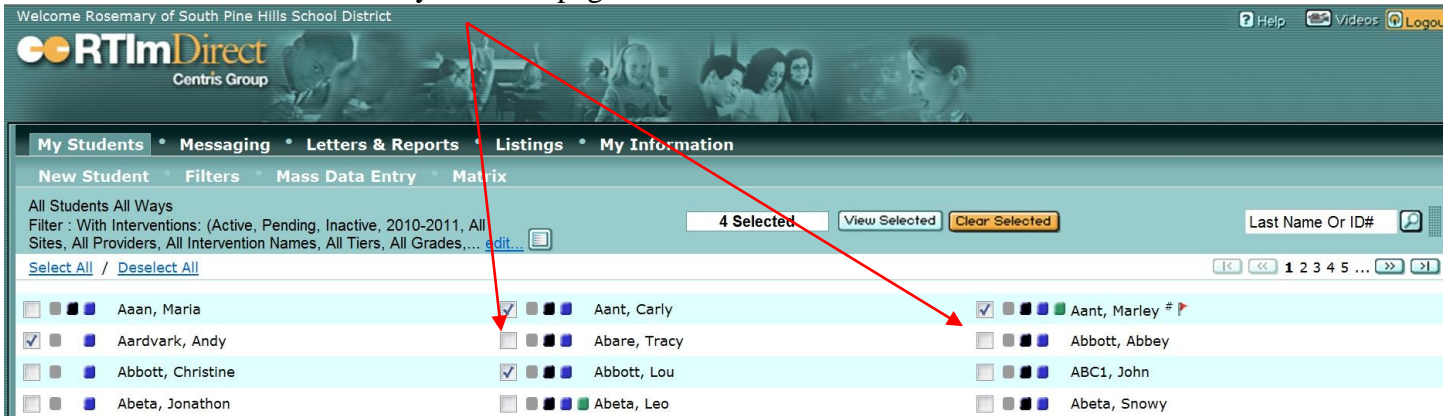 Welcome Rosemary of South Pine Hills School District
Help Videos Logou
RTImDirect
Centris Group
My Students Messaging Letters & Reports Listings My Information
New Student Filters Mass Data Entry Matrix
All Students All Ways
Filter : With Interventions: (Active, Pending, Inactive, 2010-2011, All
Sites, All Providers, All Intervention Names, All Tiers, All Grades,... edit...
4 Selected View Selected Clear Selected Last Name Or ID#
Select All / Deselect All
1 2 3 4 5 ...
Aaan, Maria Aant, Carly Aant, Marley #
Aardvark, Andy Abare, Tracy Abbott, Abbey
Abbott, Christine Abbott, Lou ABC1, John
Abeta, Jonathon Abeta, Leo Abeta, Snowy